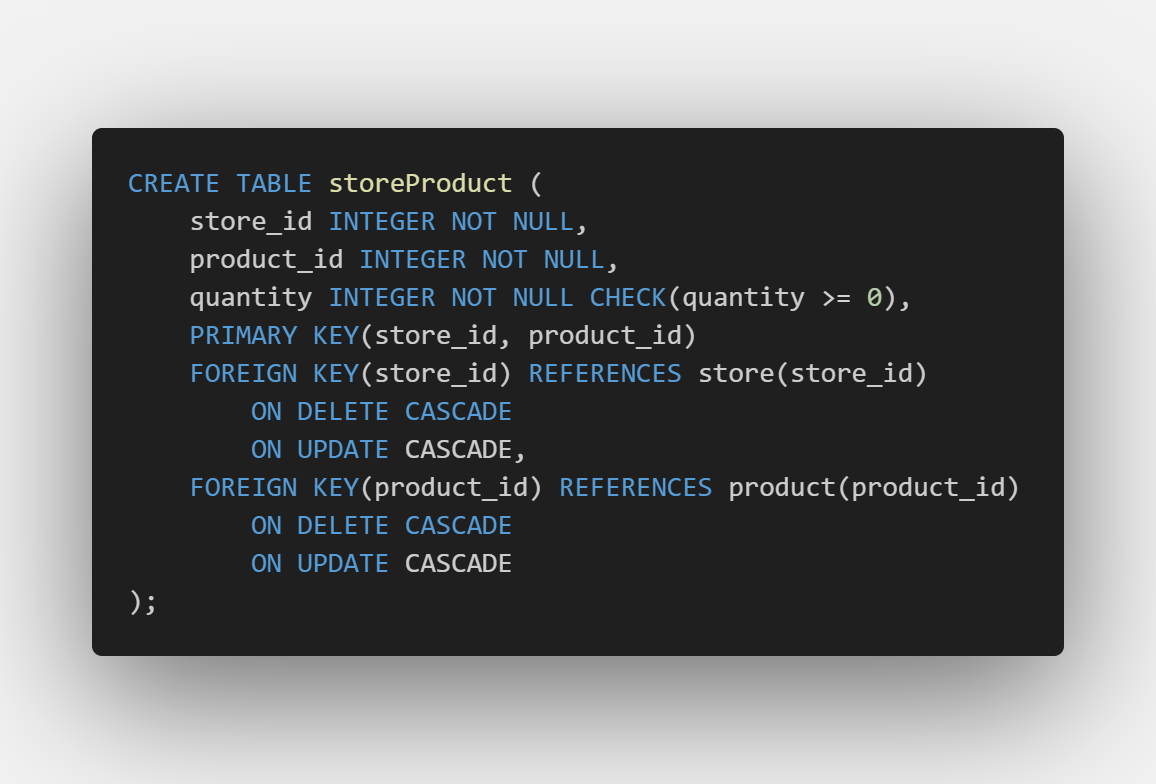 CREATE TABLE storeProduct (
    store_id INTEGER NOT NULL,
    product_id INTEGER NOT NULL,
    quantity INTEGER NOT NULL CHECK(quantity >= 0),
    PRIMARY KEY(store_id, product_id)
    FOREIGN KEY(store_id) REFERENCES store(store_id)
        ON DELETE CASCADE
        ON UPDATE CASCADE,
    FOREIGN KEY(product_id) REFERENCES product(product_id)
        ON DELETE CASCADE
        ON UPDATE CASCADE
);